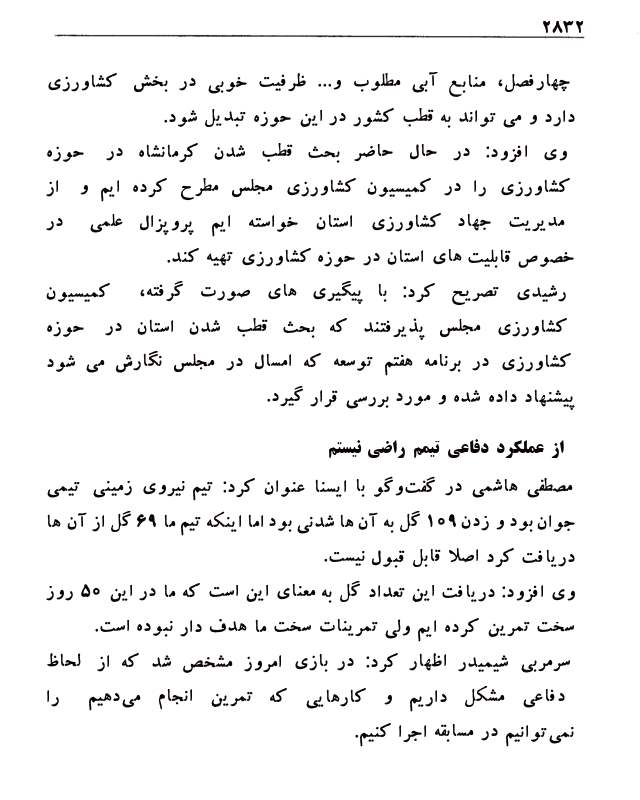 ۲۸۳۲
چهارفصل، منابع آبی مطلوب و... ظرفیت خوبی در بخش کشاورزی
دارد و می تواند به قطب کشور در این حوزه تبدیل شود.
وی افزود: در حال حاضر بحث قطب شدن کرمانشاه در حوزه
کشاورزی را در کمیسیون کشاورزی مجلس مطرح کرده ایم و از
مدیریت جهاد کشاورزی استان خواسته ایم پروپزال علمی در
خصوص قابلیت های استان در حوزه کشاورزی تهیه کند.
رشیدی تصریح کرد: با پیگیری های صورت گرفته، کمیسیون
کشاورزی مجلس پذیرفتند که بحث قطب شدن استان در حوزه
کشاورزی در برنامه هفتم توسعه که امسال در مجلس نگارش می شود
پیشنهاد داده شده و مورد بررسی قرار گیرد.
از عملکرد دفاعی تیمم راضی نیستم
مصطفی هاشمی در گفت‌وگو با ایسنا عنوان کرد: تیم نیروی زمینی تیمی
جوان بود و زدن ۱۰۹ گل به آن ها شدنی بود اما اینکه تیم ما ۶۹ گل از آن ها
دریافت کرد اصلا قابل قبول نیست.
وی افزود: دریافت این تعداد گل به معنای این است که ما در این ۵۰ روز
سخت تمرین کرده ایم ولی تمرینات سخت ما هدف دار نبوده است.
سرمربی شیمیدر اظهار کرد: در بازی امروز مشخص شد که از لحاظ
دفاعی مشکل داریم و کارهایی که تمرین انجام می‌دهیم را
نمی‌توانیم در مسابقه اجرا کنیم.